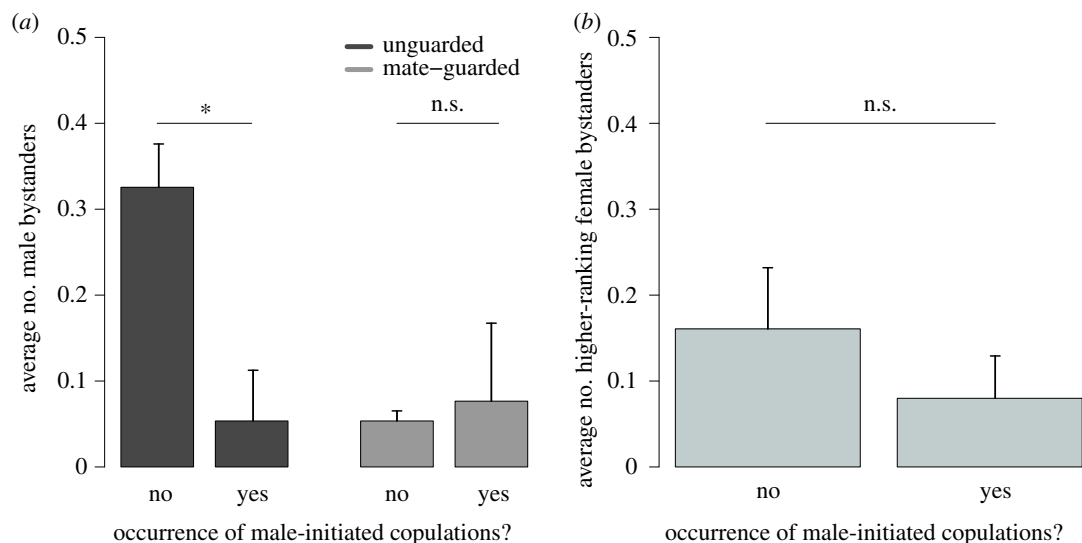 (a)
0.5
0.4
0.3
0.2
0.1
0
average no. male bystanders
unguarded
mate−guarded
*
n.s.
no
yes
no
yes
occurrence of male-initiated copulations?
(b)
0.5
0.4
0.3
0.2
0.1
0
average no. higher-ranking female bystanders
n.s.
no
yes
occurrence of male-initiated copulations?